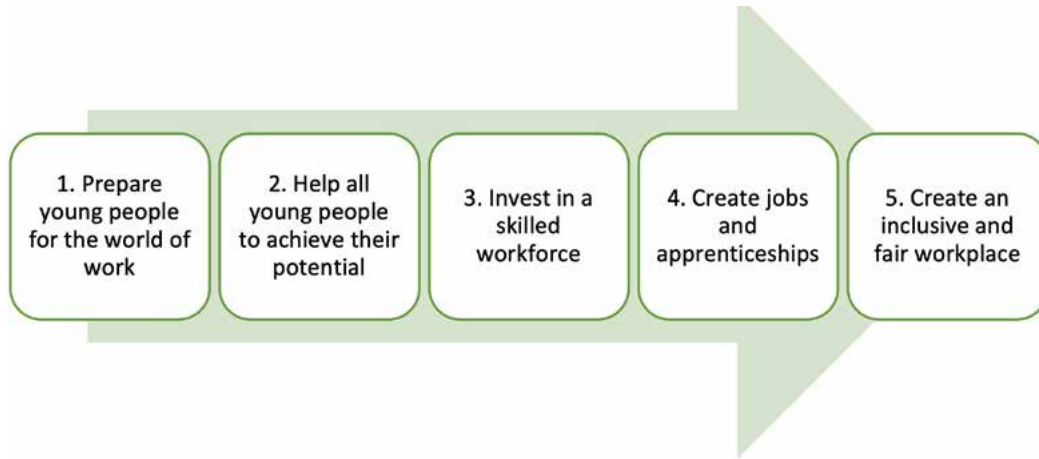 1. Prepare
young people
for the world of
work
2. Help all
young people
to achieve their
potential
3. Invest in a
skilled
workforce
4. Create jobs
and
apprenticeships
5. Create an
inclusive and
fair workplace